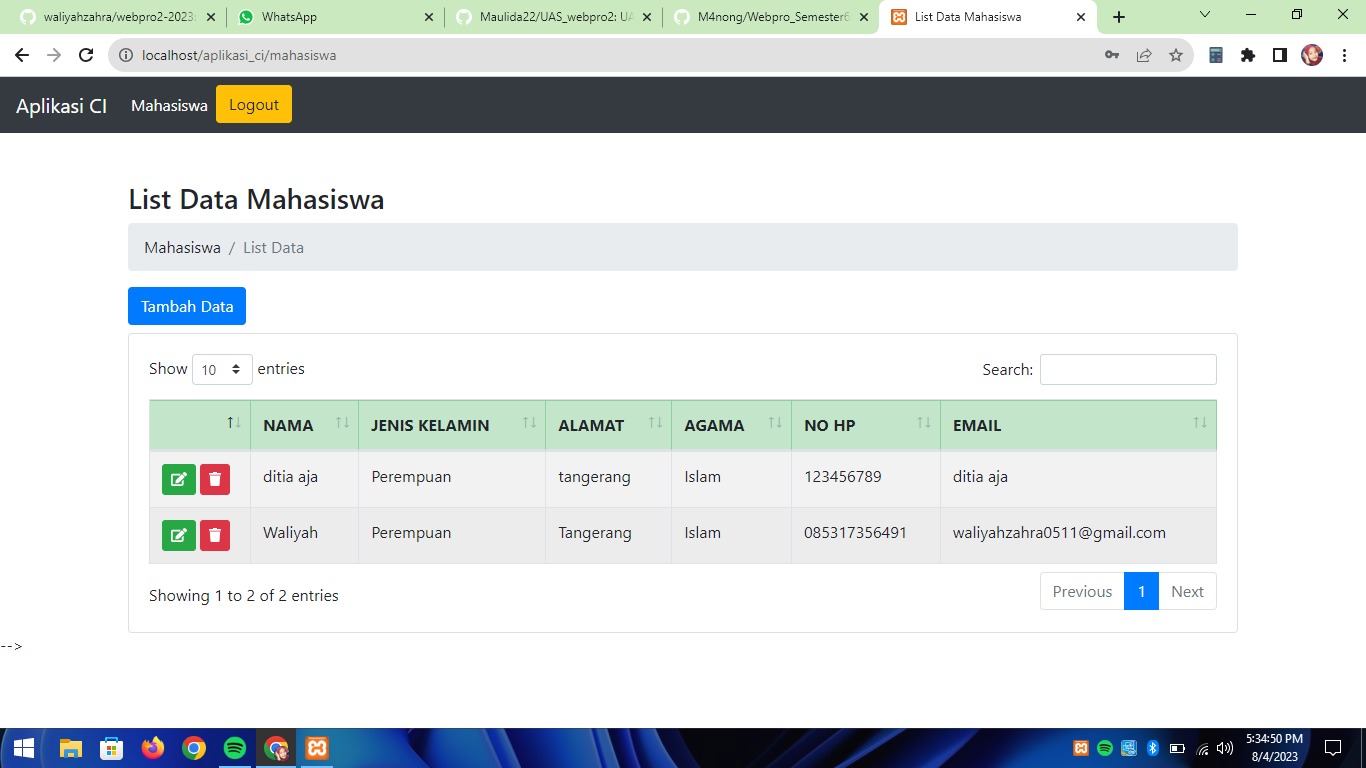 waliyahzahra/webpro2-2023: WhatsApp Maulida22/UAS_webpro2: UA M4nong/Webpro_Semester6 List Data Mahasiswa
localhost/aplikasi_ci/mahasiswa
Aplikasi CI Mahasiswa Logout
List Data Mahasiswa
Mahasiswa / List Data
Tambah Data
Show 10 entries Search:
NAMA JENIS KELAMIN ALAMAT AGAMA NO HP EMAIL
ditia aja Perempuan tangerang Islam 123456789 ditia aja
Waliyah Perempuan Tangerang Islam 085317356491 waliyahzahra0511@gmail.com
Showing 1 to 2 of 2 entries Previous 1 Next
-->
5:34:50 PM
8/4/2023